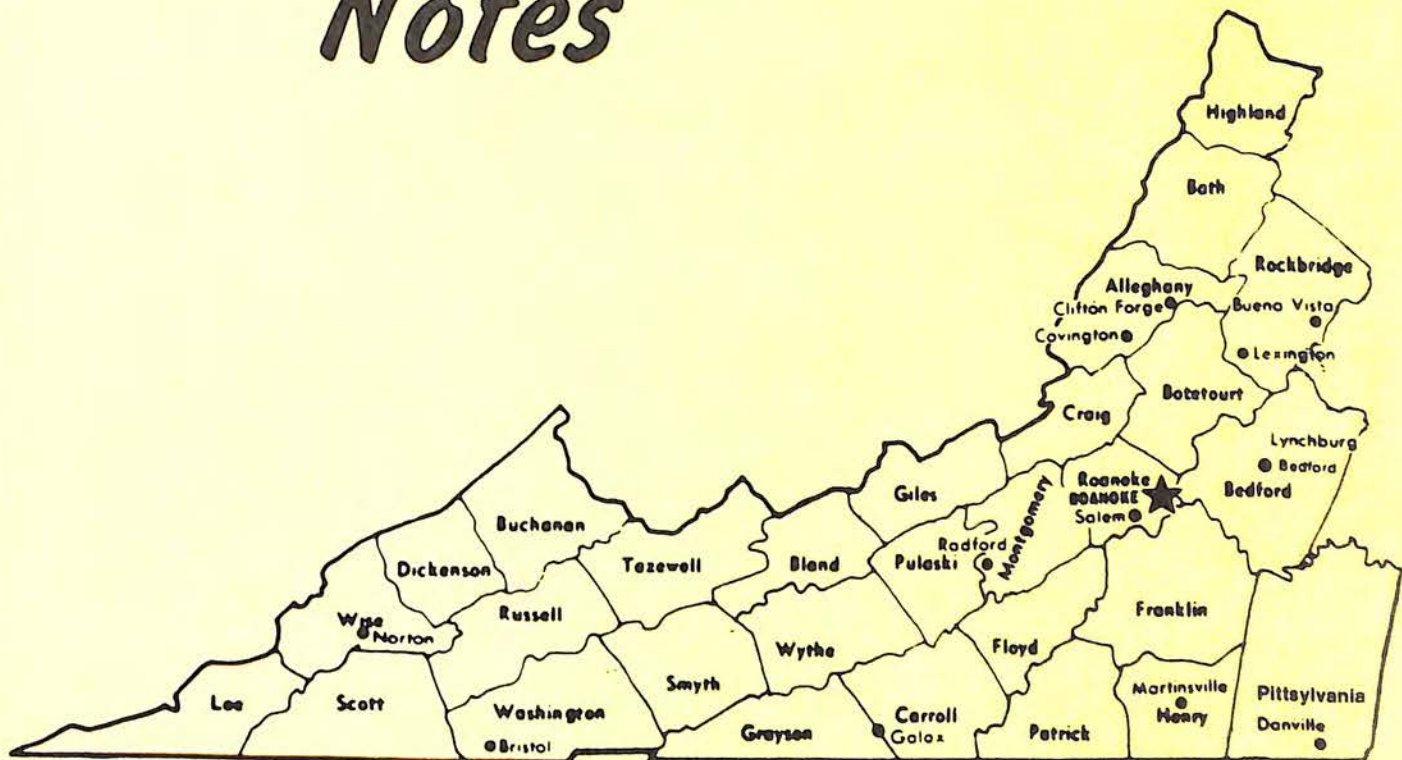 Notes
Highland
Bath
Rockbridge
Alleghany
Clifton Forge
Buena Vista
Covington
Lexington
Botetourt
Craig
Lynchburg
Bedford
Bedford
Roanoke
ROANOKE
Salem
Giles
Montgomery
Radford
Pulaski
Buchanan
Dickenson
Tazewell
Bland
Russell
Wise
Norton
Franklin
Floyd
Wythe
Smyth
Lee
Scott
Washington
Bristol
Grayson
Carroll
Galax
Patrick
Martinsville
Henry
Pittsylvania
Danville